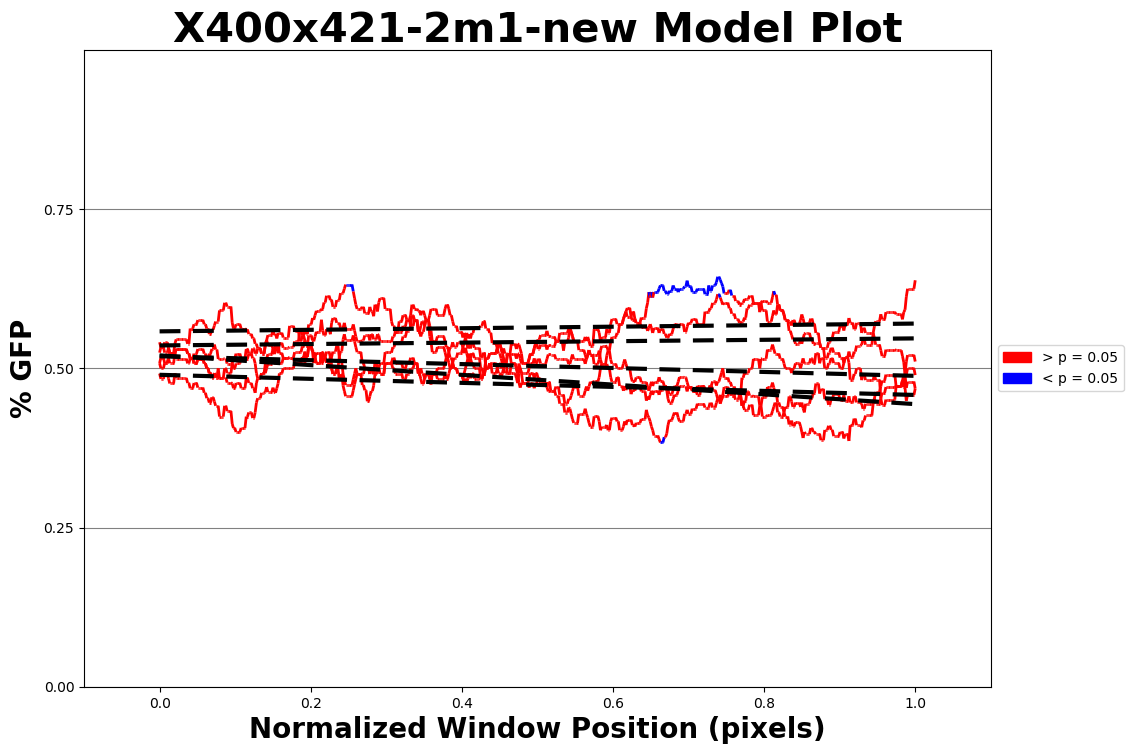 X400x421-2m1-new Model Plot
% GFP
0.75
0.50
0.25
0.00
0.0 0.2 0.4 0.6 0.8 1.0
Normalized Window Position (pixels)
> p = 0.05
< p = 0.05